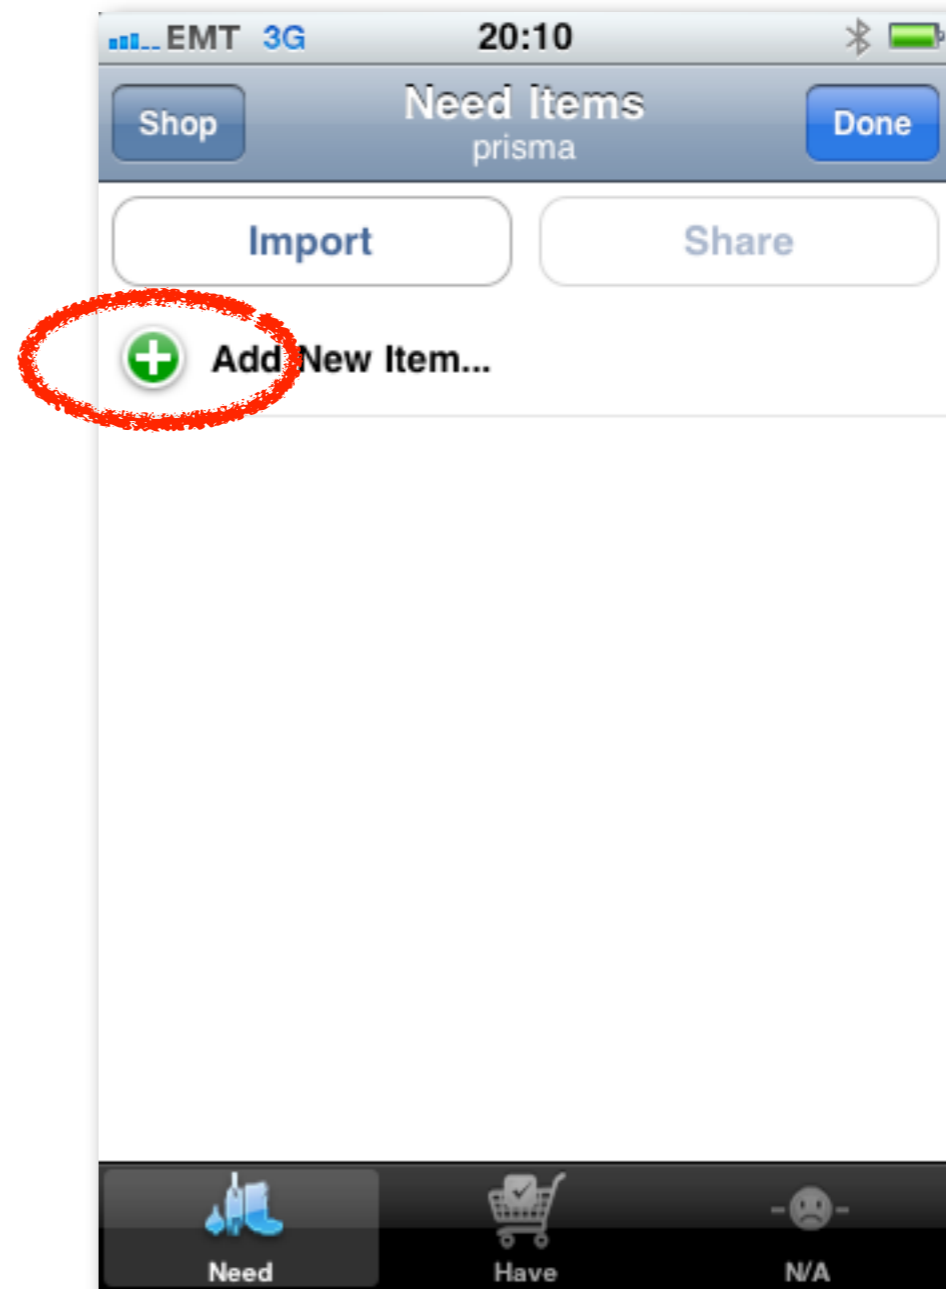 EMT 3G 20:10
Shop Need Items Done
prisma
Import Share
Add New Item...
Need Have N/A